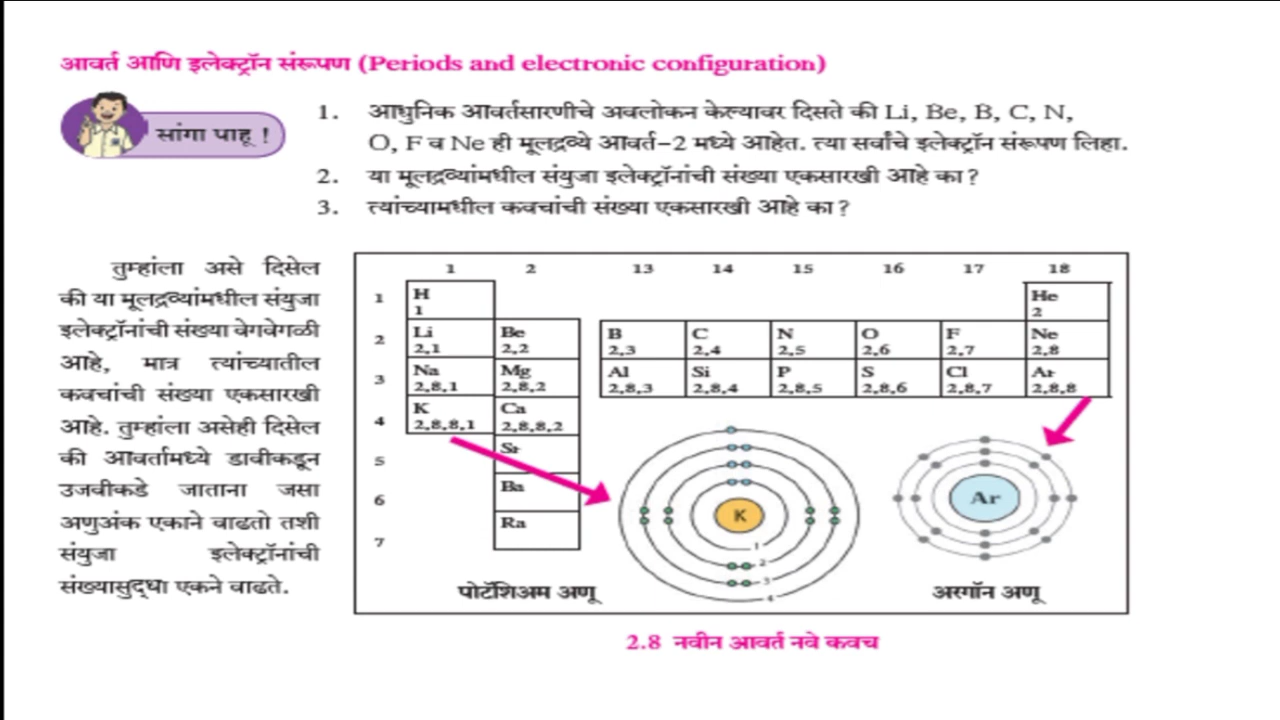 आवर्त आणि इलेक्ट्रॉन संरूपण (Periods and electronic configuration)
सांगा पाहू !
1. आधुनिक आवर्तसारणीचे अवलोकन केल्यावर दिसते की Li, Be, B, C, N,
O, F व Ne ही मूलद्रव्ये आवर्त-2 मध्ये आहेत. त्या सर्वांचे इलेक्ट्रॉन संरूपण लिहा.
2. या मूलद्रव्यांमधील संयुजा इलेक्ट्रॉनांची संख्या एकसारखी आहे का?
3. त्यांच्यामधील कवचांची संख्या एकसारखी आहे का?
तुम्हांला असे दिसेल
की या मूलद्रव्यांमधील संयुजा
इलेक्ट्रॉनांची संख्या वेगवेगळी
आहे, मात्र त्यांच्यातील
कवचांची संख्या एकसारखी
आहे. तुम्हांला असेही दिसेल
की आवर्तामध्ये डावीकडून
उजवीकडे जाताना जसा
अणुअंक एकाने वाढतो तशी
संयुजा इलेक्ट्रॉनांची
संख्यासुद्धा एकने वाढते.
1 2 13 14 15 16 17 18
1 H He
1 2
2 Li Be B C N O F Ne
2,1 2,2 2,3 2,4 2,5 2,6 2,7 2,8
3 Na Mg Al Si P S Cl Ar
2,8,1 2,8,2 2,8,3 2,8,4 2,8,5 2,8,6 2,8,7 2,8,8
4 K Ca
2,8,8,1 2,8,8,2
5 Sr
6 Ba
7 Ra
K
1
2
3
4
Ar
पोटॅशिअम अणू
अरगॉन अणू
2.8 नवीन आवर्त नवे कवच